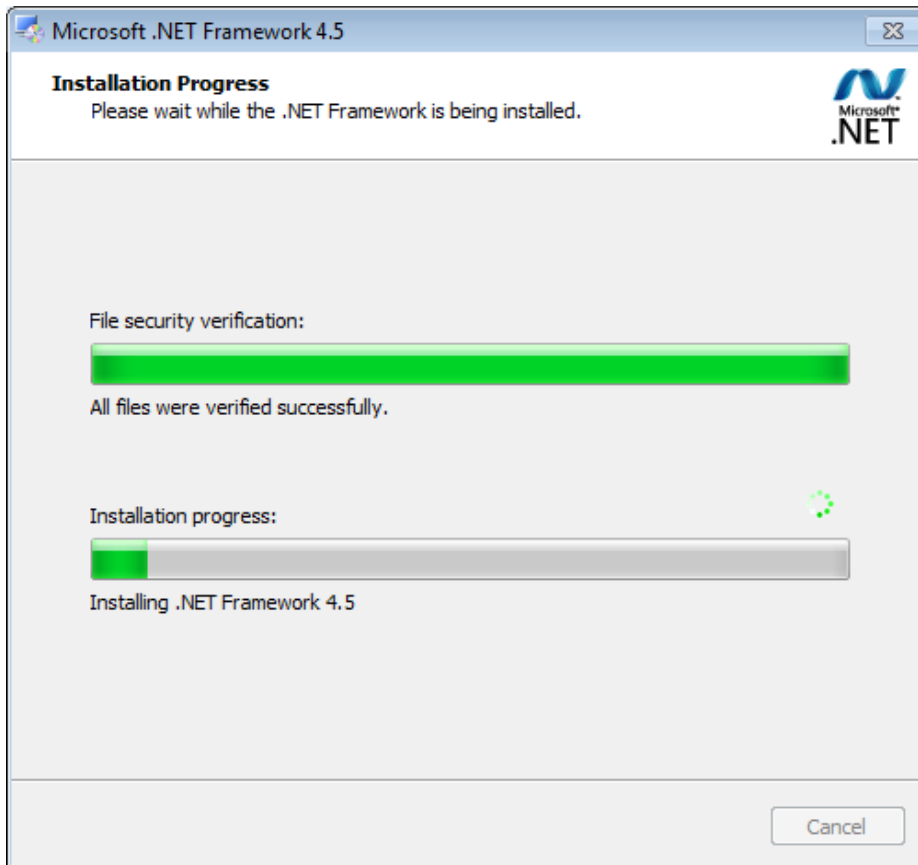 Microsoft .NET Framework 4.5
Installation Progress
Please wait while the .NET Framework is being installed.
Microsoft®
.NET
File security verification:
All files were verified successfully.
Installation progress:
Installing .NET Framework 4.5
Cancel